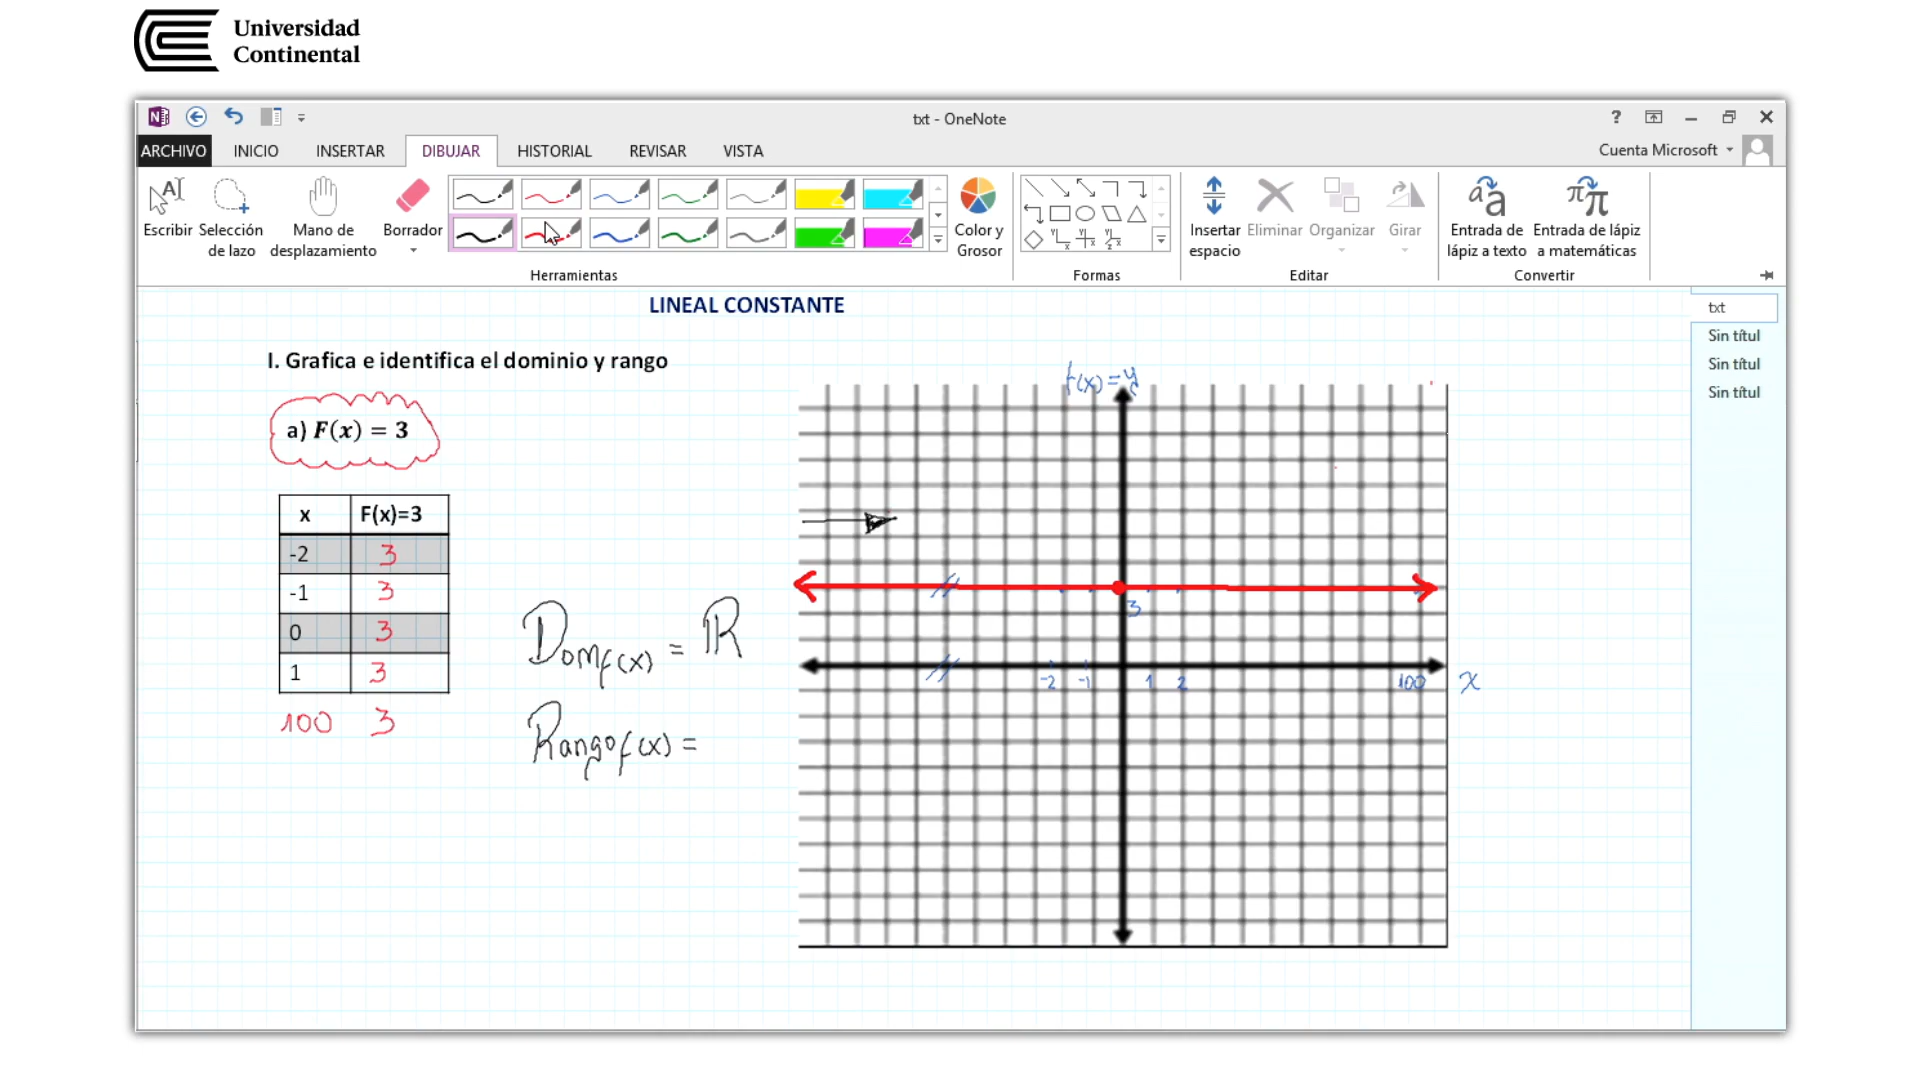 Universidad
Continental
txt - OneNote
?
ARCHIVO INICIO INSERTAR DIBUJAR HISTORIAL REVISAR VISTA
Cuenta Microsoft
Escribir
Selección
de lazo
Mano de
desplazamiento
Borrador
Color y
Grosor
Insertar
espacio
Eliminar
Organizar
Girar
Entrada de
lápiz a texto
Entrada de lápiz
a matemáticas
Herramientas
Formas
Editar
Convertir
LINEAL CONSTANTE
txt
Sin títul
Sin títul
Sin títul
I. Grafica e identifica el dominio y rango
a) F(x) = 3
x F(x)=3
-2 3
-1 3
0 3
1 3
100 3
Dom f(x) = ℝ
Rango f(x) =
f(x)=y
3
-2 -1 1 2 100 x